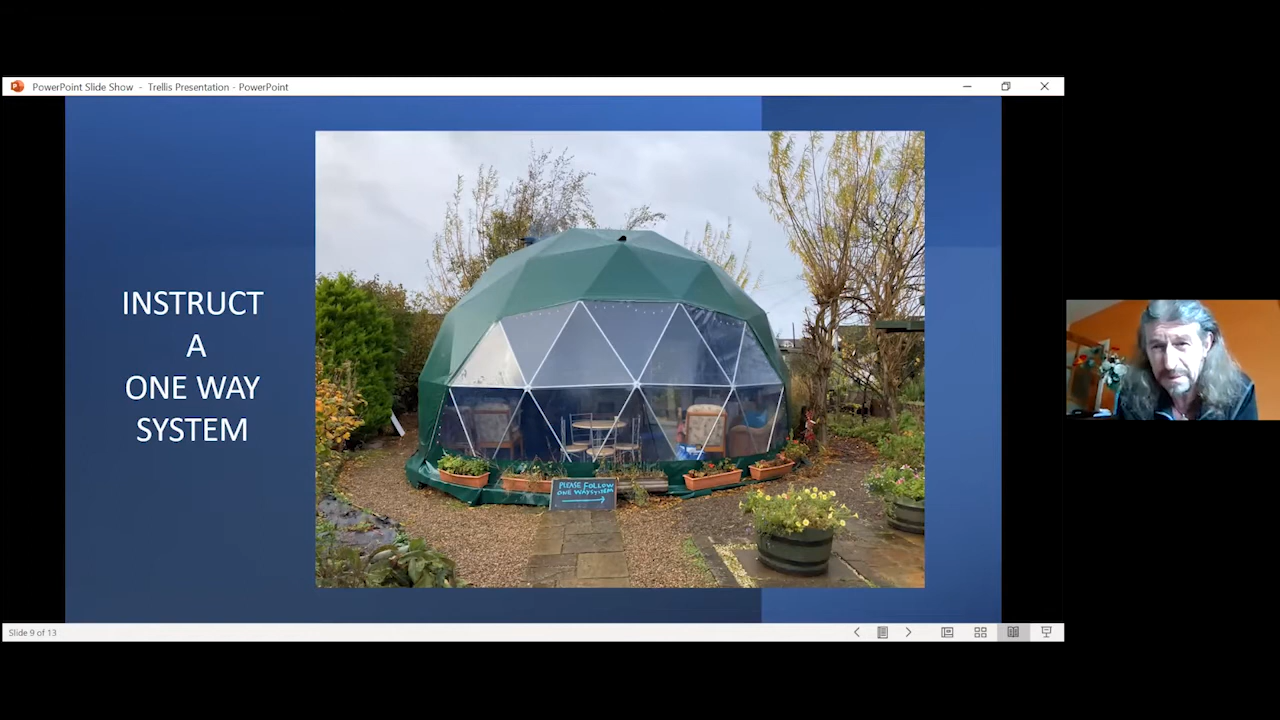 PowerPoint Slide Show - Trellis Presentation - PowerPoint
INSTRUCT
A
ONE WAY
SYSTEM
PLEASE FOLLOW
ONE WAY SYSTEM
Slide 9 of 13